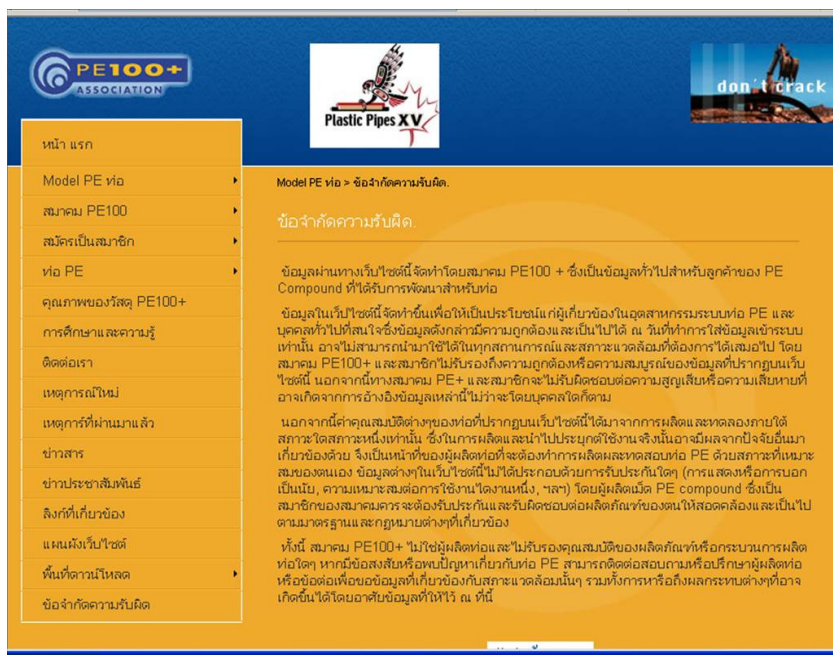 PE100+
ASSOCIATION
Plastic Pipes XV
don't crack
หน้า แรก
Model PE ท่อ
สมาคม PE100
สมัครเป็นสมาชิก
ท่อ PE
คุณภาพของวัสดุ PE100+
การศึกษาและความรู้
ติดต่อเรา
เหตุการณ์ใหม่
เหตุการ์ที่ผ่านมาแล้ว
ข่าวสาร
ข่าวประชาสัมพันธ์
ลิงก์ที่เกี่ยวข้อง
แผนผังเว็บไซต์
พื้นที่ดาวน์โหลด
ข้อจำกัดความรับผิด
Model PE ท่อ > ข้อจำกัดความรับผิด.
ข้อจำกัดความรับผิด.
ข้อมูลผ่านทางเว็บไซต์นี้จัดทำโดยสมาคม PE100 + ซึ่งเป็นข้อมูลทั่วไปสำหรับลูกค้าของ PE
Compound ที่ได้รับการพัฒนาสำหรับท่อ
ข้อมูลในเว็บไซต์นี้จัดทำขึ้นเพื่อให้เป็นประโยชน์แก่ผู้เกี่ยวข้องในอุตสาหกรรมระบบท่อ PE และ
บุคคลทั่วไปที่สนใจซึ่งข้อมูลดังกล่าวมีความถูกต้องและเป็นไปได้ ณ วันที่ทำการใส่ข้อมูลเข้าระบบ
เท่านั้น อาจไม่สามารถนำมาใช้ได้ในทุกสถานการณ์และสภาวะแวดล้อมที่ต้องการได้เสมอไป โดย
สมาคม PE100+ และสมาชิกไม่รับรองถึงความถูกต้องหรือความสมบูรณ์ของข้อมูลที่ปรากฏบนเว็บ
ไซต์นี้ นอกจากนี้ทางสมาคม PE+ และสมาชิกจะไม่รับผิดชอบต่อความสูญเสียหรือความเสียหายที่
อาจเกิดจากการอ้างอิงข้อมูลเหล่านี้ไม่ว่าจะโดยบุคคลใดก็ตาม
นอกจากนี้ค่าคุณสมบัติต่างๆของท่อที่ปรากฏบนเว็บไซต์นี้ได้มาจากการผลิตและทดลองภายใต้
สภาวะใดสภาวะหนึ่งเท่านั้น ซึ่งในการผลิตและนำไปประยุกต์ใช้งานจริงนั้นอาจมีผลจากปัจจัยอื่นมา
เกี่ยวข้องด้วย จึงเป็นหน้าที่ของผู้ผลิตท่อที่จะต้องทำการผลิตผละทดสอบท่อ PE ด้วยสภาวะที่เหมาะ
สมของตนเอง ข้อมูลต่างๆในเว็บไซต์นี้ไม่ได้ประกอบด้วยการรับประกันใดๆ (การแสดงหรือการบอก
เป็นนัย, ความเหมาะสมต่อการใช้งานใดงานหนึ่ง, ฯลฯ) โดยผู้ผลิตเม็ด PE compound ซึ่งเป็น
สมาชิกของสมาคมควรจะต้องรับประกันและรับผิดชอบต่อผลิตภัณฑ์ของตนให้สอดคล้องและเป็นไป
ตามมาตรฐานและกฎหมายต่างๆที่เกี่ยวข้อง
ทั้งนี้ สมาคม PE100+ ไม่ใช่ผู้ผลิตท่อและไม่รับรองคุณสมบัติของผลิตภัณฑ์หรือกระบวนการผลิต
ท่อใดๆ หากมีข้อสงสัยหรือพบปัญหาเกี่ยวกับท่อ PE สามารถติดต่อสอบถามหรือปรึกษาผู้ผลิตท่อ
หรือข้อต่อเพื่อขอข้อมูลที่เกี่ยวข้องกับสภาะแวดล้อมนั้นๆ รวมทั้งการหารือถึงผลกระทบต่างๆที่อาจ
เกิดขึ้นได้โดยอาศัยข้อมูลที่ให้ไว้ ณ ที่นี้